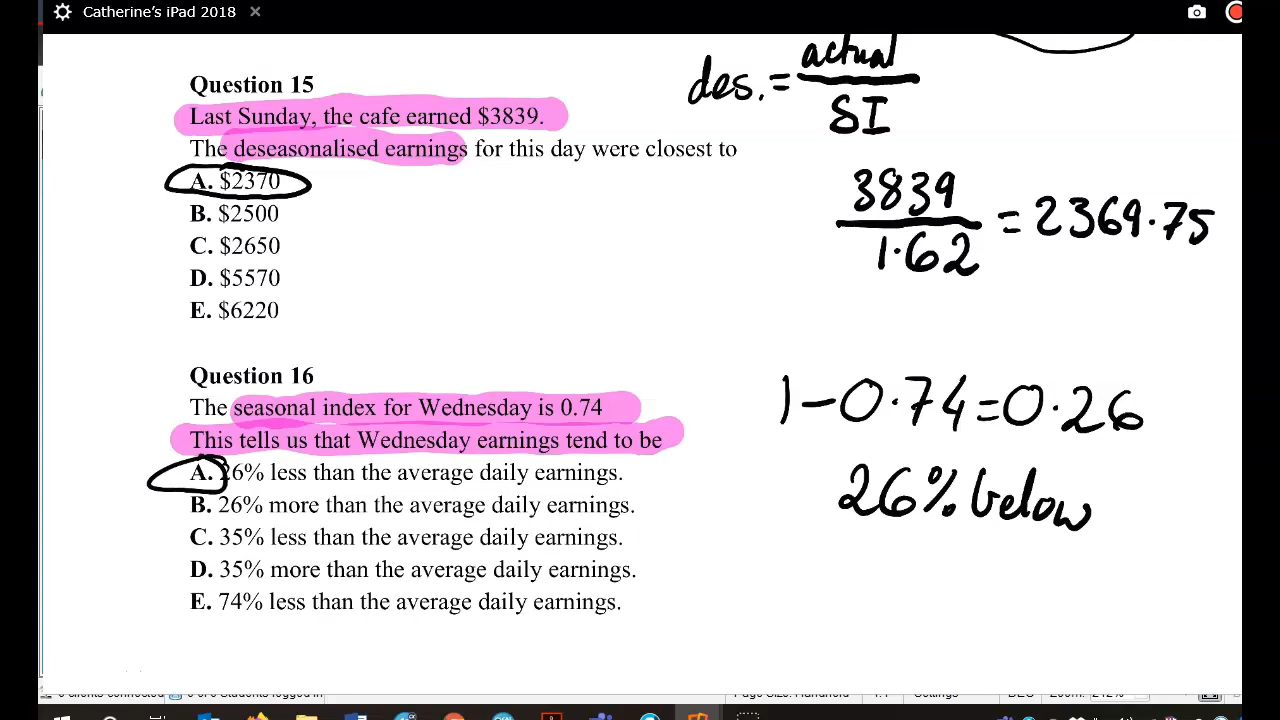 Catherine’s iPad 2018 ×
Question 15
Last Sunday, the cafe earned $3839.
The deseasonalised earnings for this day were closest to
A. $2370
B. $2500
C. $2650
D. $5570
E. $6220
des. = actual
SI
3839
1.62
= 2369.75
Question 16
The seasonal index for Wednesday is 0.74
This tells us that Wednesday earnings tend to be
A. 26% less than the average daily earnings.
B. 26% more than the average daily earnings.
C. 35% less than the average daily earnings.
D. 35% more than the average daily earnings.
E. 74% less than the average daily earnings.
1-0.74=0.26
26% below